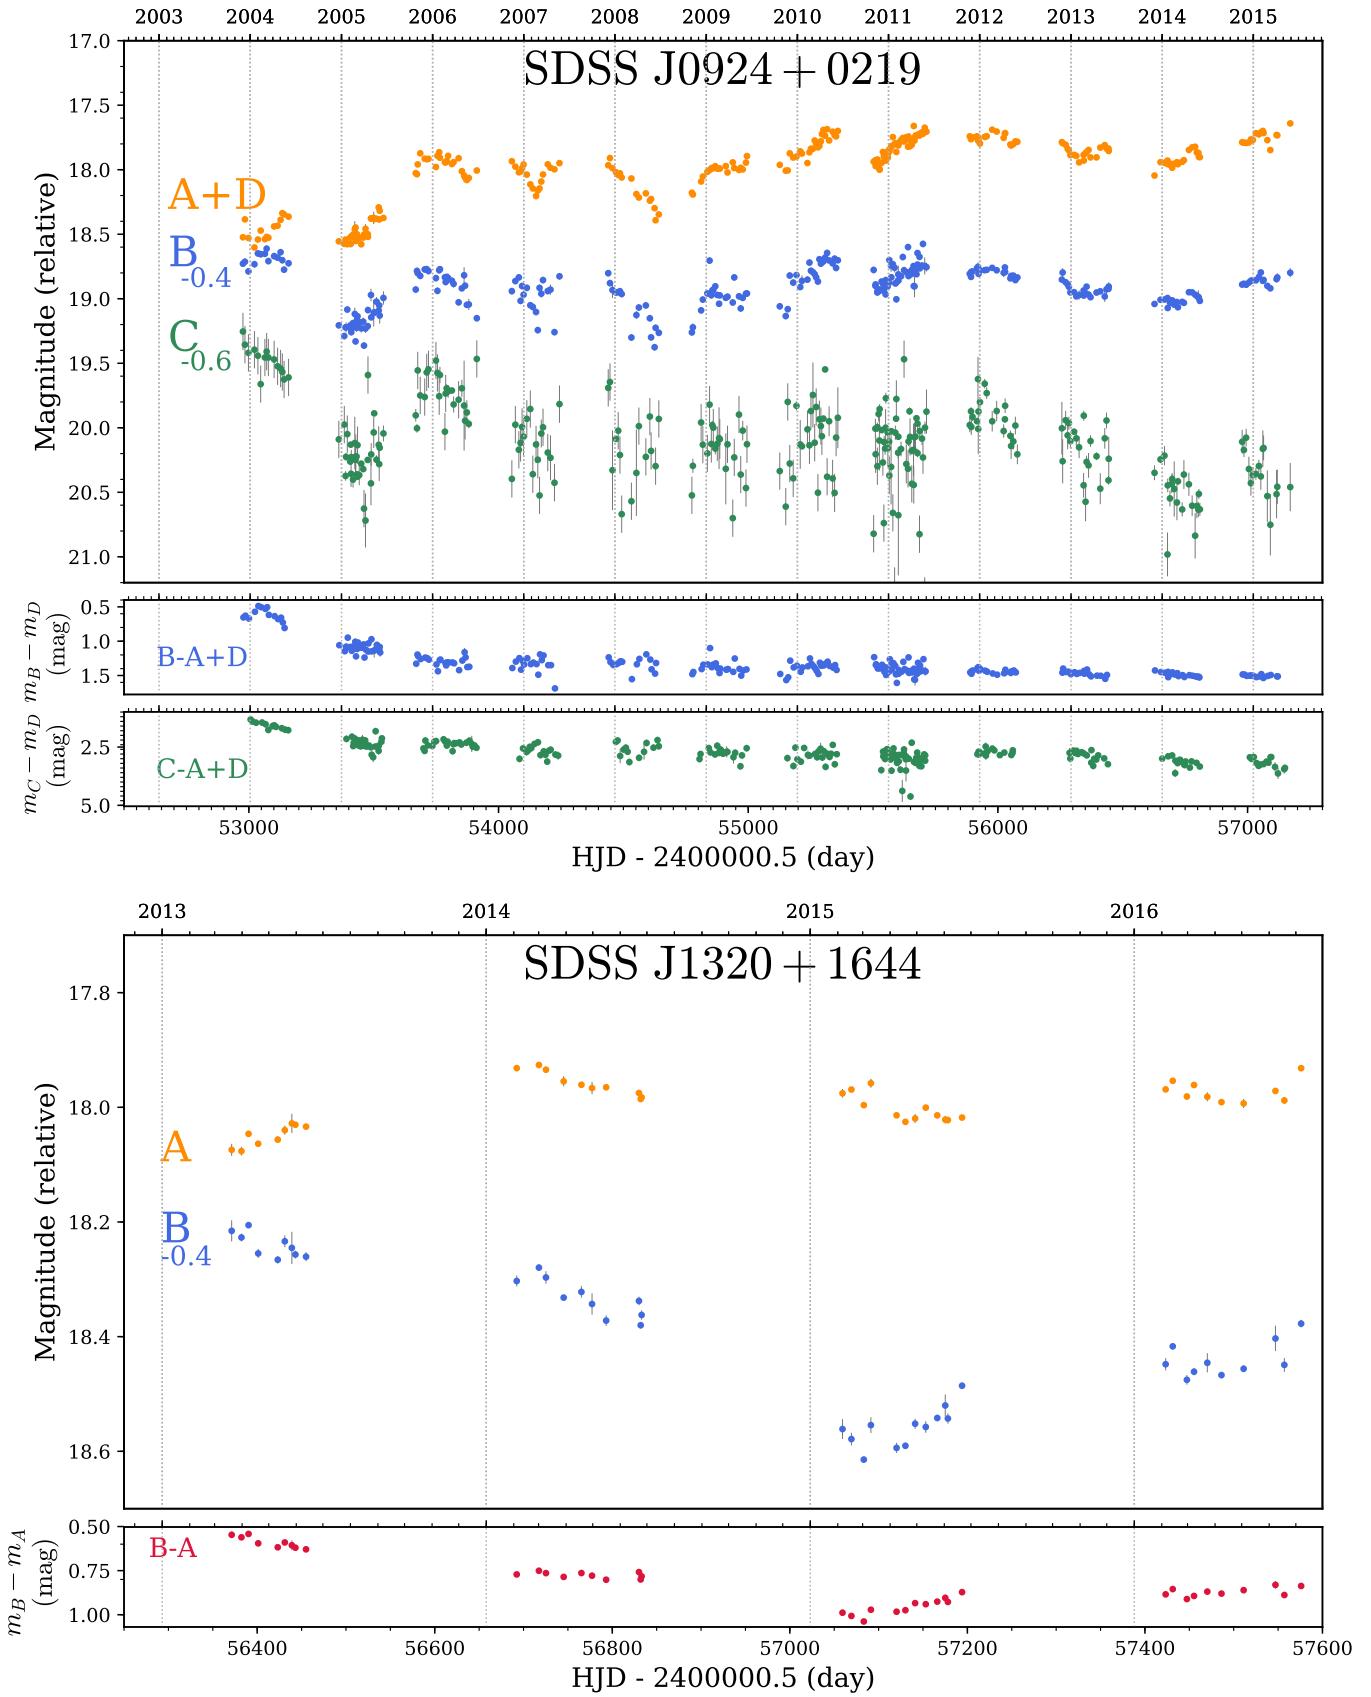 2003 2004 2005 2006 2007 2008 2009 2010 2011 2012 2013 2014 2015
SDSS J0924+0219
17.0
17.5
18.0
18.5
19.0
19.5
20.0
20.5
21.0
Magnitude (relative)
A+D
B
-0.4
C
-0.6
0.5
1.0
1.5
m_B − m_D
(mag)
B-A+D
2.5
5.0
m_C − m_D
(mag)
C-A+D
53000 54000 55000 56000 57000
HJD - 2400000.5 (day)
2013 2014 2015 2016
SDSS J1320+1644
17.8
18.0
18.2
18.4
18.6
Magnitude (relative)
A
B
-0.4
0.50
0.75
1.00
m_B − m_A
(mag)
B-A
56400 56600 56800 57000 57200 57400 57600
HJD - 2400000.5 (day)